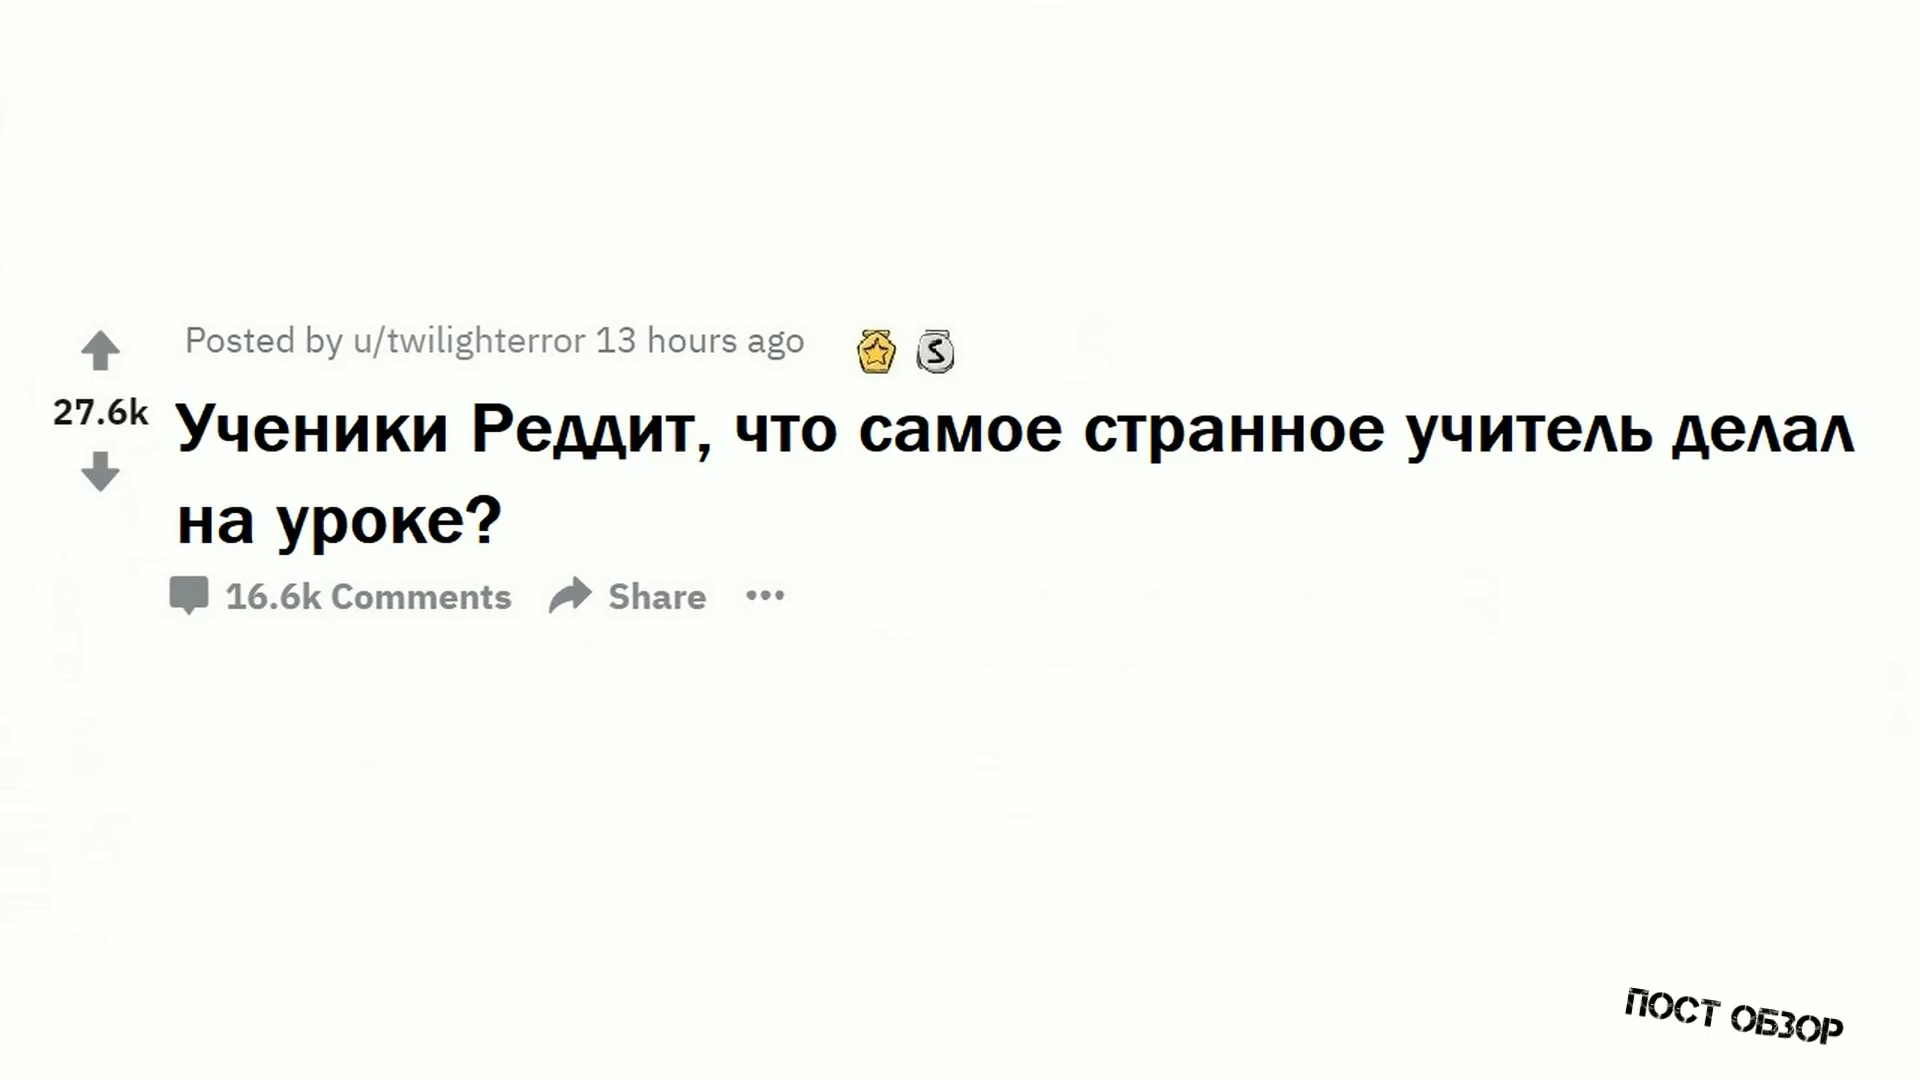 Posted by u/twilighterror 13 hours ago
27.6k
Ученики Реддит, что самое странное учитель делал
на уроке?
16.6k Comments Share •••
ПОСТ ОБЗОР